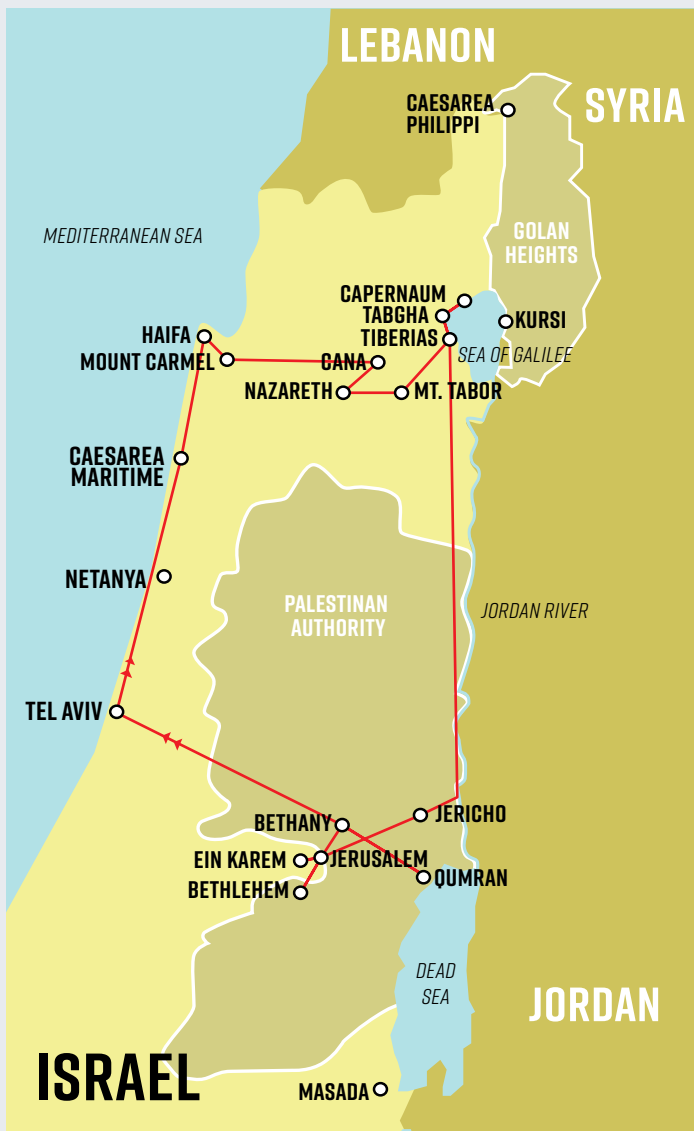 LEBANON
CAESAREA
PHILIPPI
SYRIA
MEDITERRANEAN SEA
GOLAN
HEIGHTS
CAPERNAUM
TABGHA
KURSI
HAIFA
TIBERIAS
SEA OF GALILEE
MOUNT CARMEL
CANA
NAZARETH
MT. TABOR
CAESAREA
MARITIME
NETANYA
PALESTINAN
AUTHORITY
JORDAN RIVER
TEL AVIV
BETHANY
JERICHO
EIN KAREM
JERUSALEM
BETHLEHEM
QUMRAN
DEAD
SEA
JORDAN
ISRAEL
MASADA